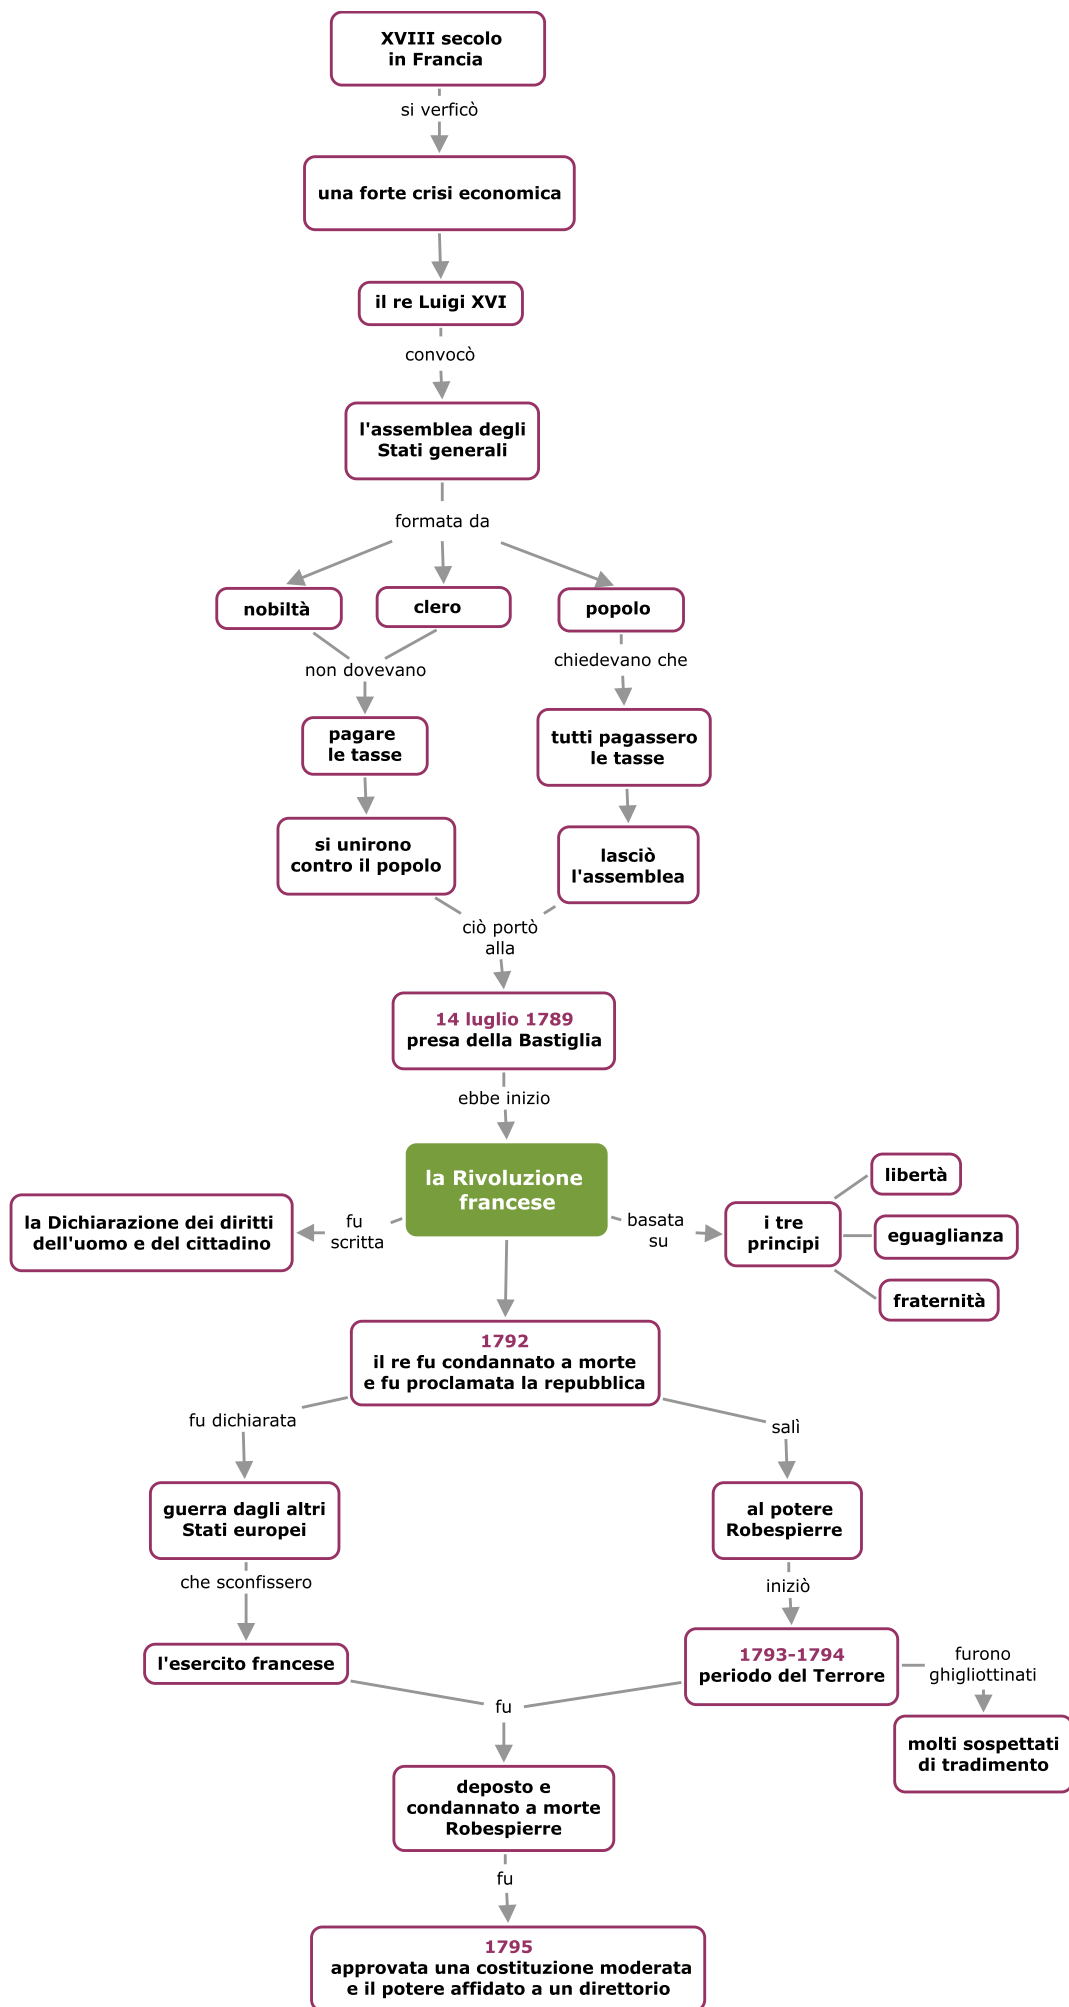 XVIII secolo
in Francia
si verficò
una forte crisi economica
il re Luigi XVI
convocò
l'assemblea degli
Stati generali
formata da
nobiltà
clero
popolo
non dovevano
chiedevano che
pagare
le tasse
tutti pagassero
le tasse
si unirono
contro il popolo
lasciò
l'assemblea
ciò portò
alla
14 luglio 1789
presa della Bastiglia
ebbe inizio
la Rivoluzione
francese
fu
scritta
la Dichiarazione dei diritti
dell'uomo e del cittadino
basata
su
i tre
principi
libertà
eguaglianza
fraternità
1792
il re fu condannato a morte
e fu proclamata la repubblica
fu dichiarata
salì
guerra dagli altri
Stati europei
al potere
Robespierre
che sconfissero
iniziò
l'esercito francese
1793-1794
periodo del Terrore
furono
ghigliottinati
molti sospettati
di tradimento
fu
deposto e
condannato a morte
Robespierre
fu
1795
approvata una costituzione moderata
e il potere affidato a un direttorio